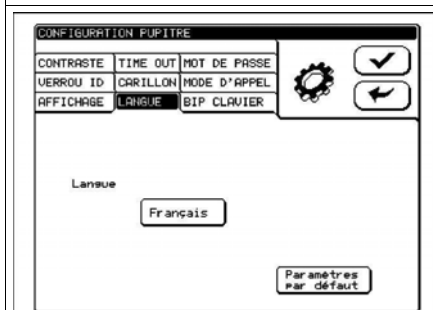 CONFIGURATION PUPITRE
CONTRASTE TIME OUT MOT DE PASSE
VERROU ID CARILLON MODE D'APPEL
AFFICHAGE LANGUE BIP CLAVIER
Langue
Français
Paramètres
par défaut